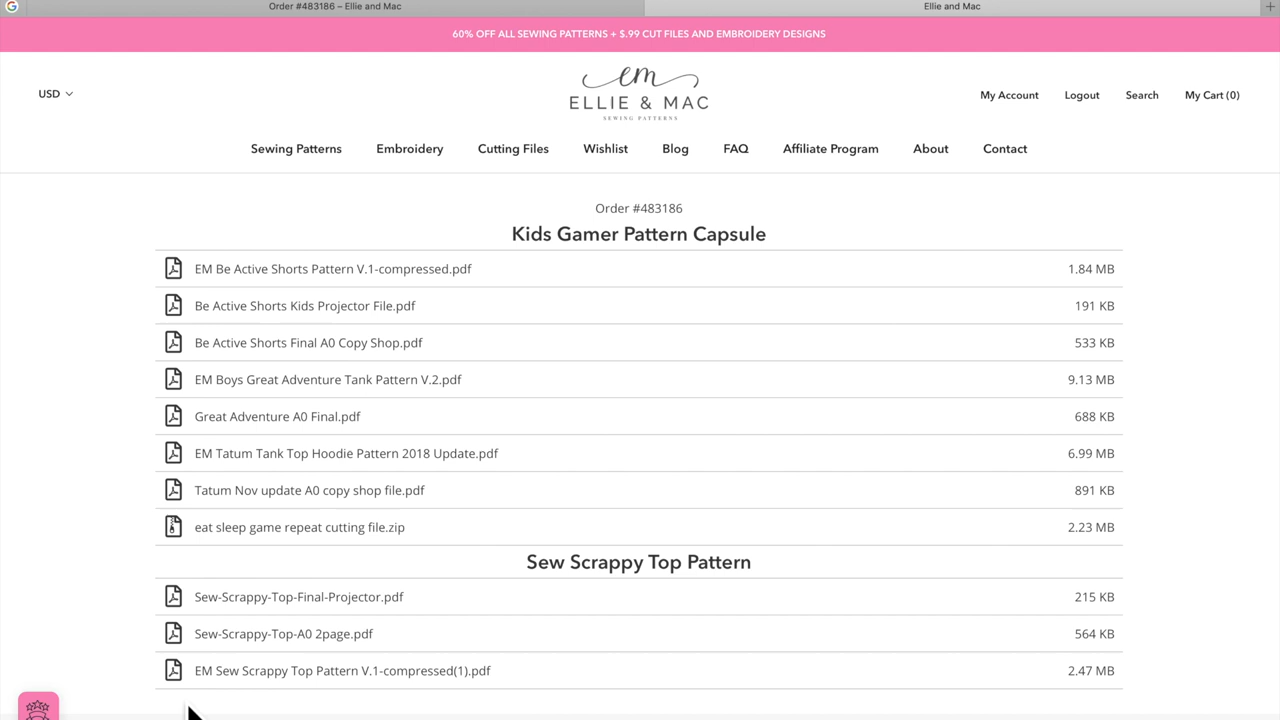 Order #483186 – Ellie and Mac
Ellie and Mac
60% OFF ALL SEWING PATTERNS + $.99 CUT FILES AND EMBROIDERY DESIGNS
USD
em
ELLIE & MAC
SEWING PATTERNS
My Account
Logout
Search
My Cart (0)
Sewing Patterns
Embroidery
Cutting Files
Wishlist
Blog
FAQ
Affiliate Program
About
Contact
Order #483186
Kids Gamer Pattern Capsule
EM Be Active Shorts Pattern V.1-compressed.pdf 1.84 MB
Be Active Shorts Kids Projector File.pdf 191 KB
Be Active Shorts Final A0 Copy Shop.pdf 533 KB
EM Boys Great Adventure Tank Pattern V.2.pdf 9.13 MB
Great Adventure A0 Final.pdf 688 KB
EM Tatum Tank Top Hoodie Pattern 2018 Update.pdf 6.99 MB
Tatum Nov update A0 copy shop file.pdf 891 KB
eat sleep game repeat cutting file.zip 2.23 MB
Sew Scrappy Top Pattern
Sew-Scrappy-Top-Final-Projector.pdf 215 KB
Sew-Scrappy-Top-A0 2page.pdf 564 KB
EM Sew Scrappy Top Pattern V.1-compressed(1).pdf 2.47 MB